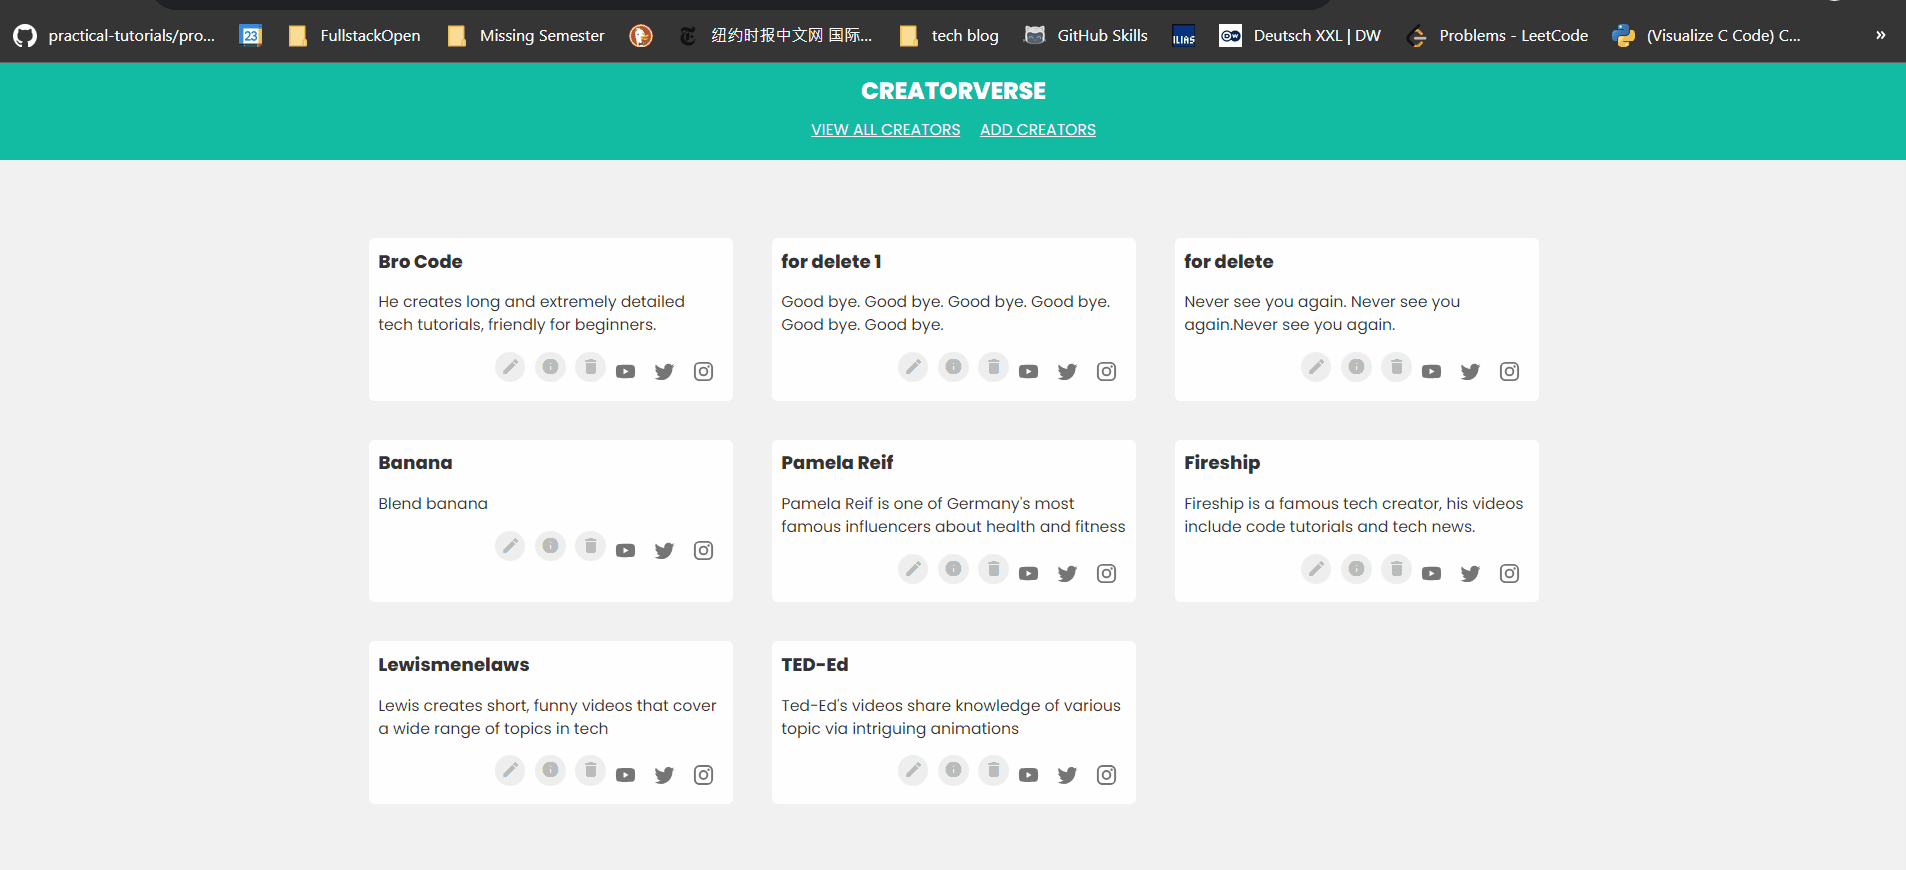 practical-tutorials/pro... 23 FullstackOpen Missing Semester 纽约时报中文网 国际... tech blog GitHub Skills ILIAS DW Deutsch XXL | DW Problems - LeetCode (Visualize C Code) C... »
CREATORVERSE
VIEW ALL CREATORS ADD CREATORS
Bro Code
He creates long and extremely detailed
tech tutorials, friendly for beginners.
for delete 1
Good bye. Good bye. Good bye. Good bye.
Good bye. Good bye.
for delete
Never see you again. Never see you
again.Never see you again.
Banana
Blend banana
Pamela Reif
Pamela Reif is one of Germany's most
famous influencers about health and fitness
Fireship
Fireship is a famous tech creator, his videos
include code tutorials and tech news.
Lewismenelaws
Lewis creates short, funny videos that cover
a wide range of topics in tech
TED-Ed
Ted-Ed's videos share knowledge of various
topic via intriguing animations